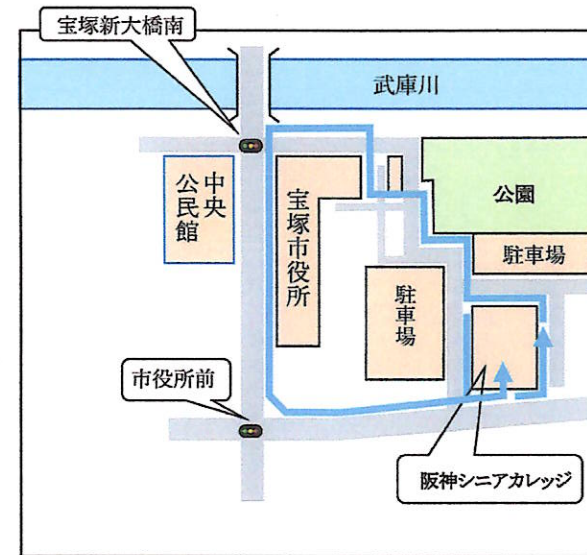 宝塚新大橋南
武庫川
中央
公民館
宝塚市役所
公園
駐車場
駐車場
市役所前
阪神シニアカレッジ